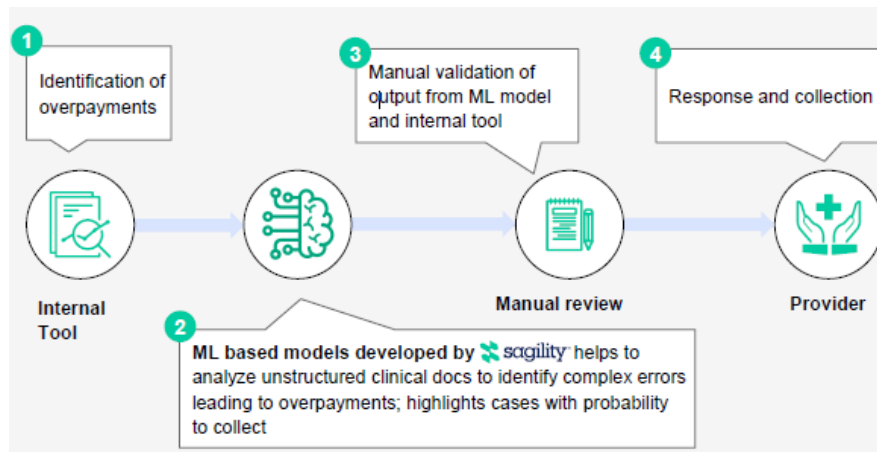 1
Identification of
overpayments
3
Manual validation of
output from ML model
and internal tool
4
Response and collection
Internal
Tool
Manual review
Provider
2
ML based models developed by sagility helps to
analyze unstructured clinical docs to identify complex errors
leading to overpayments; highlights cases with probability
to collect